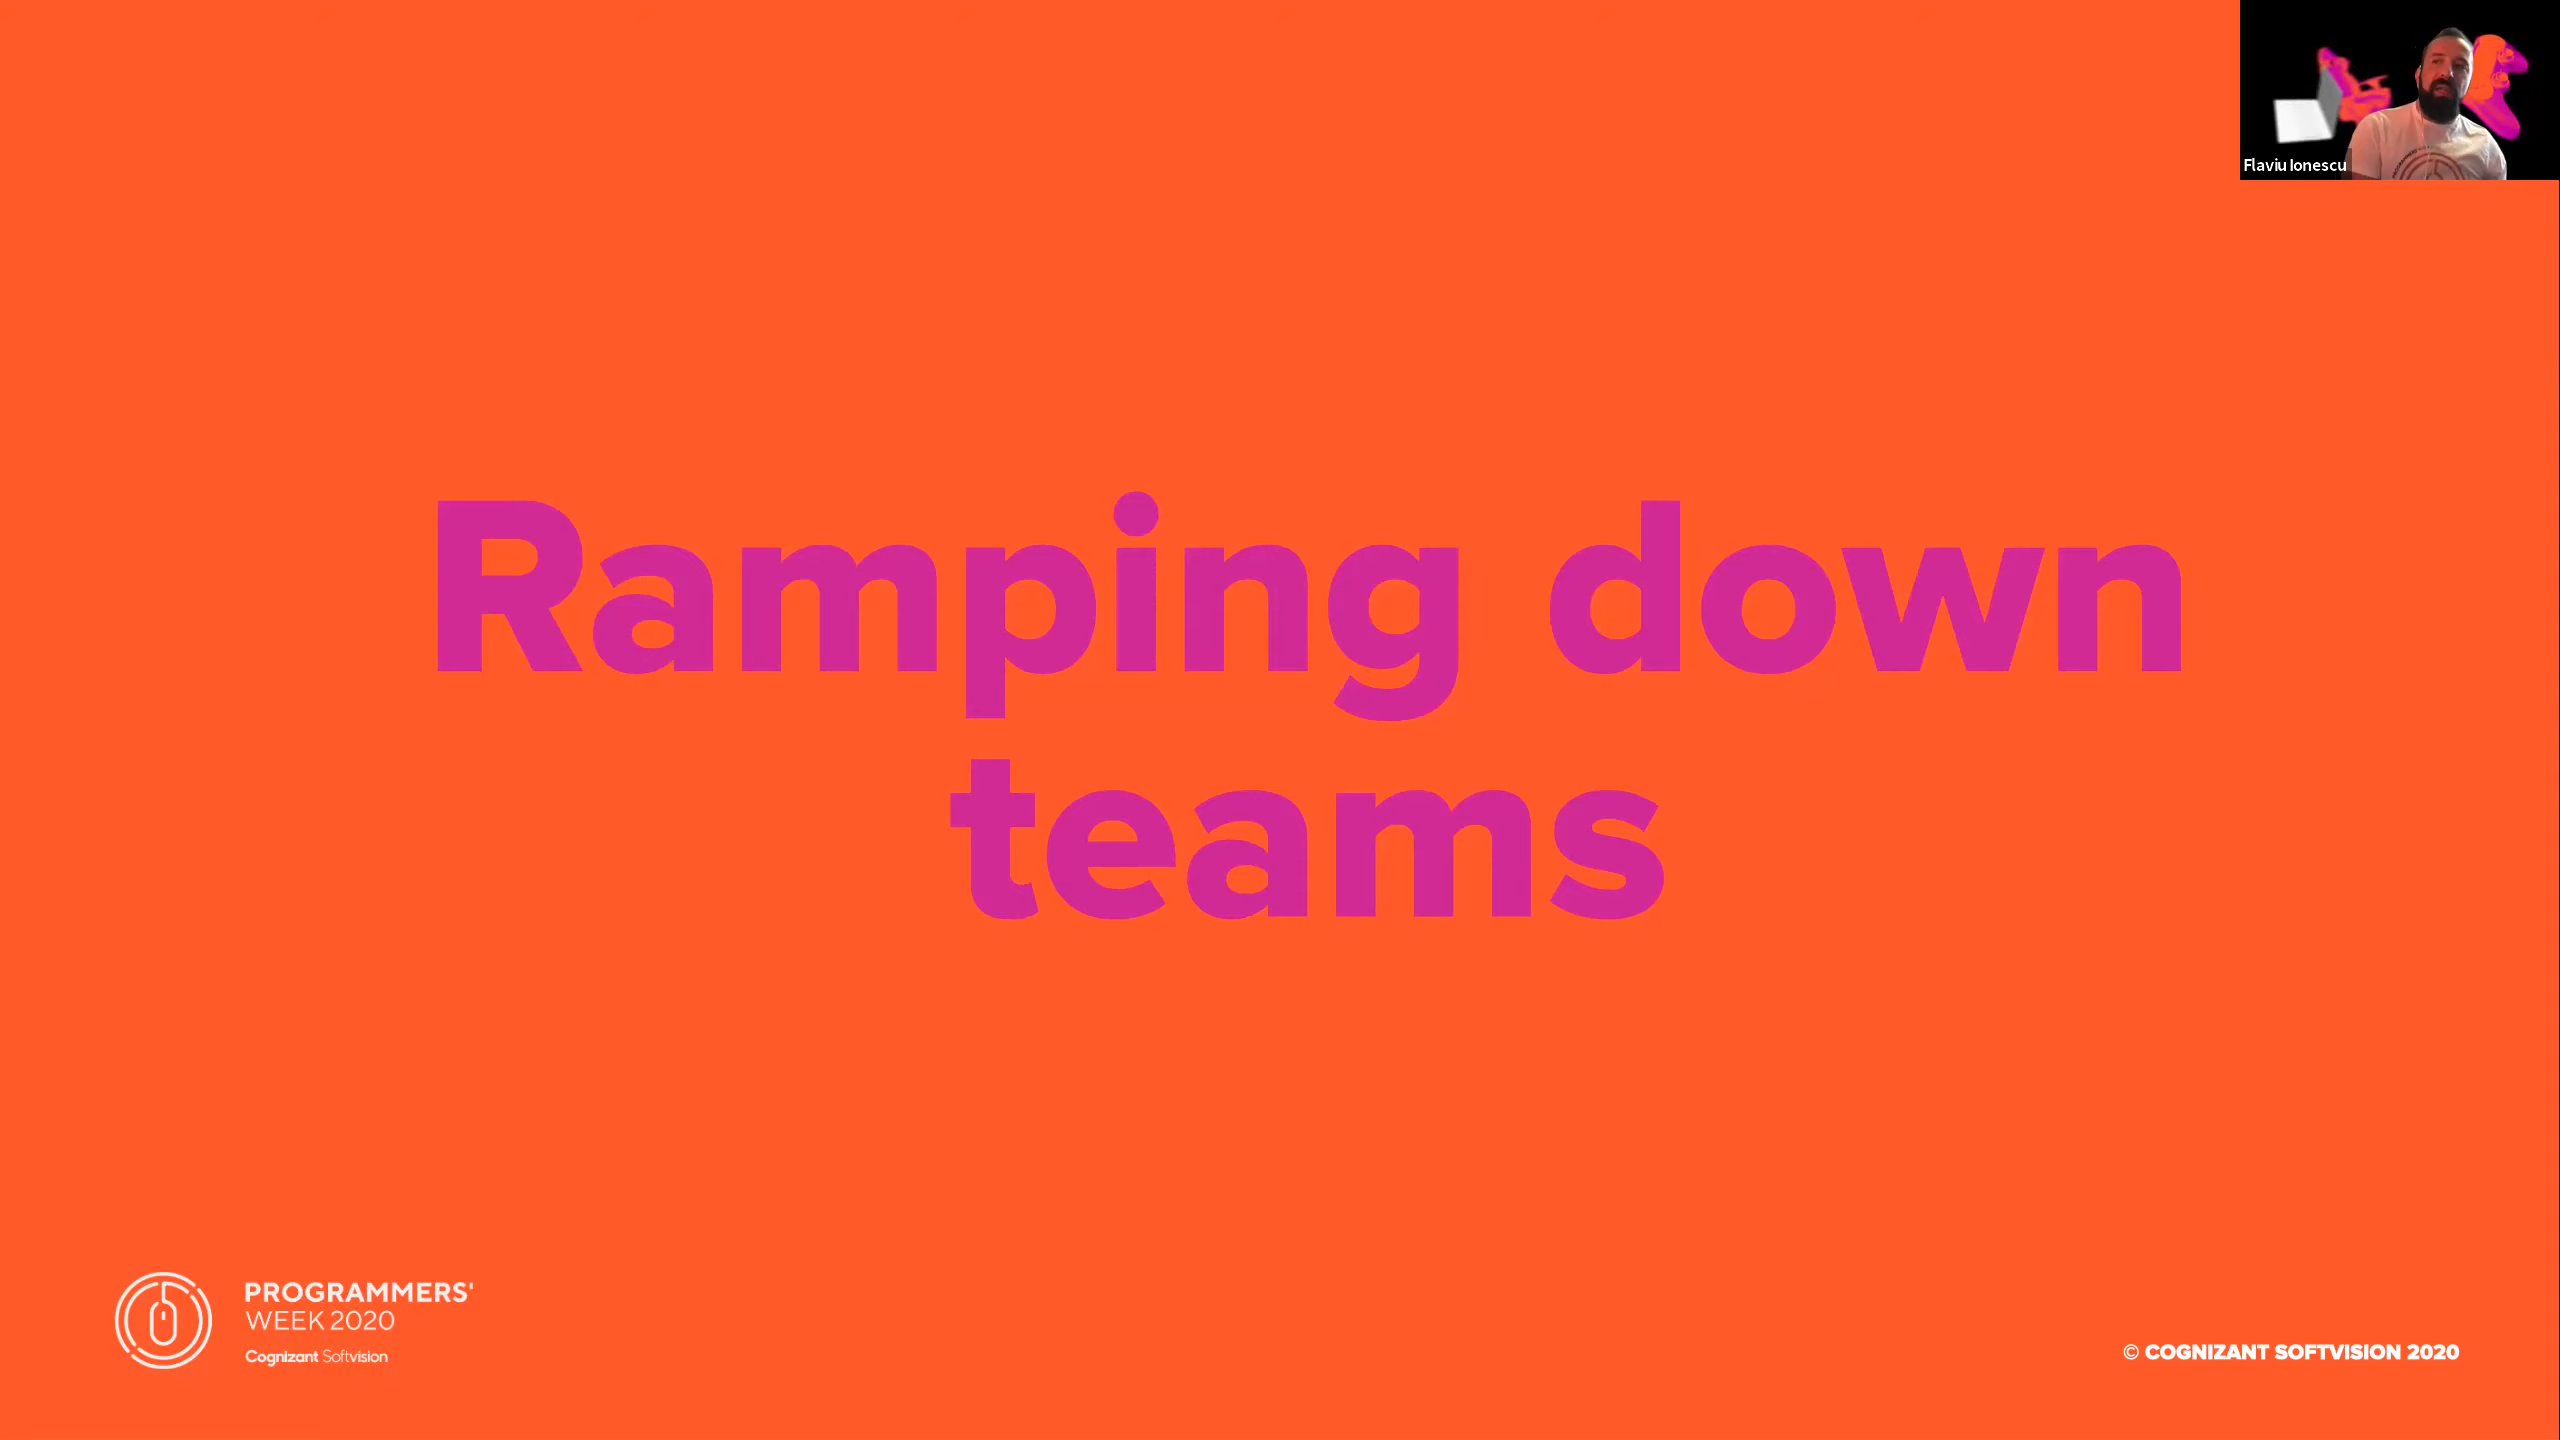 Flaviu Ionescu
Ramping down
teams
PROGRAMMERS'
WEEK 2020
Cognizant Softvision
© COGNIZANT SOFTVISION 2020